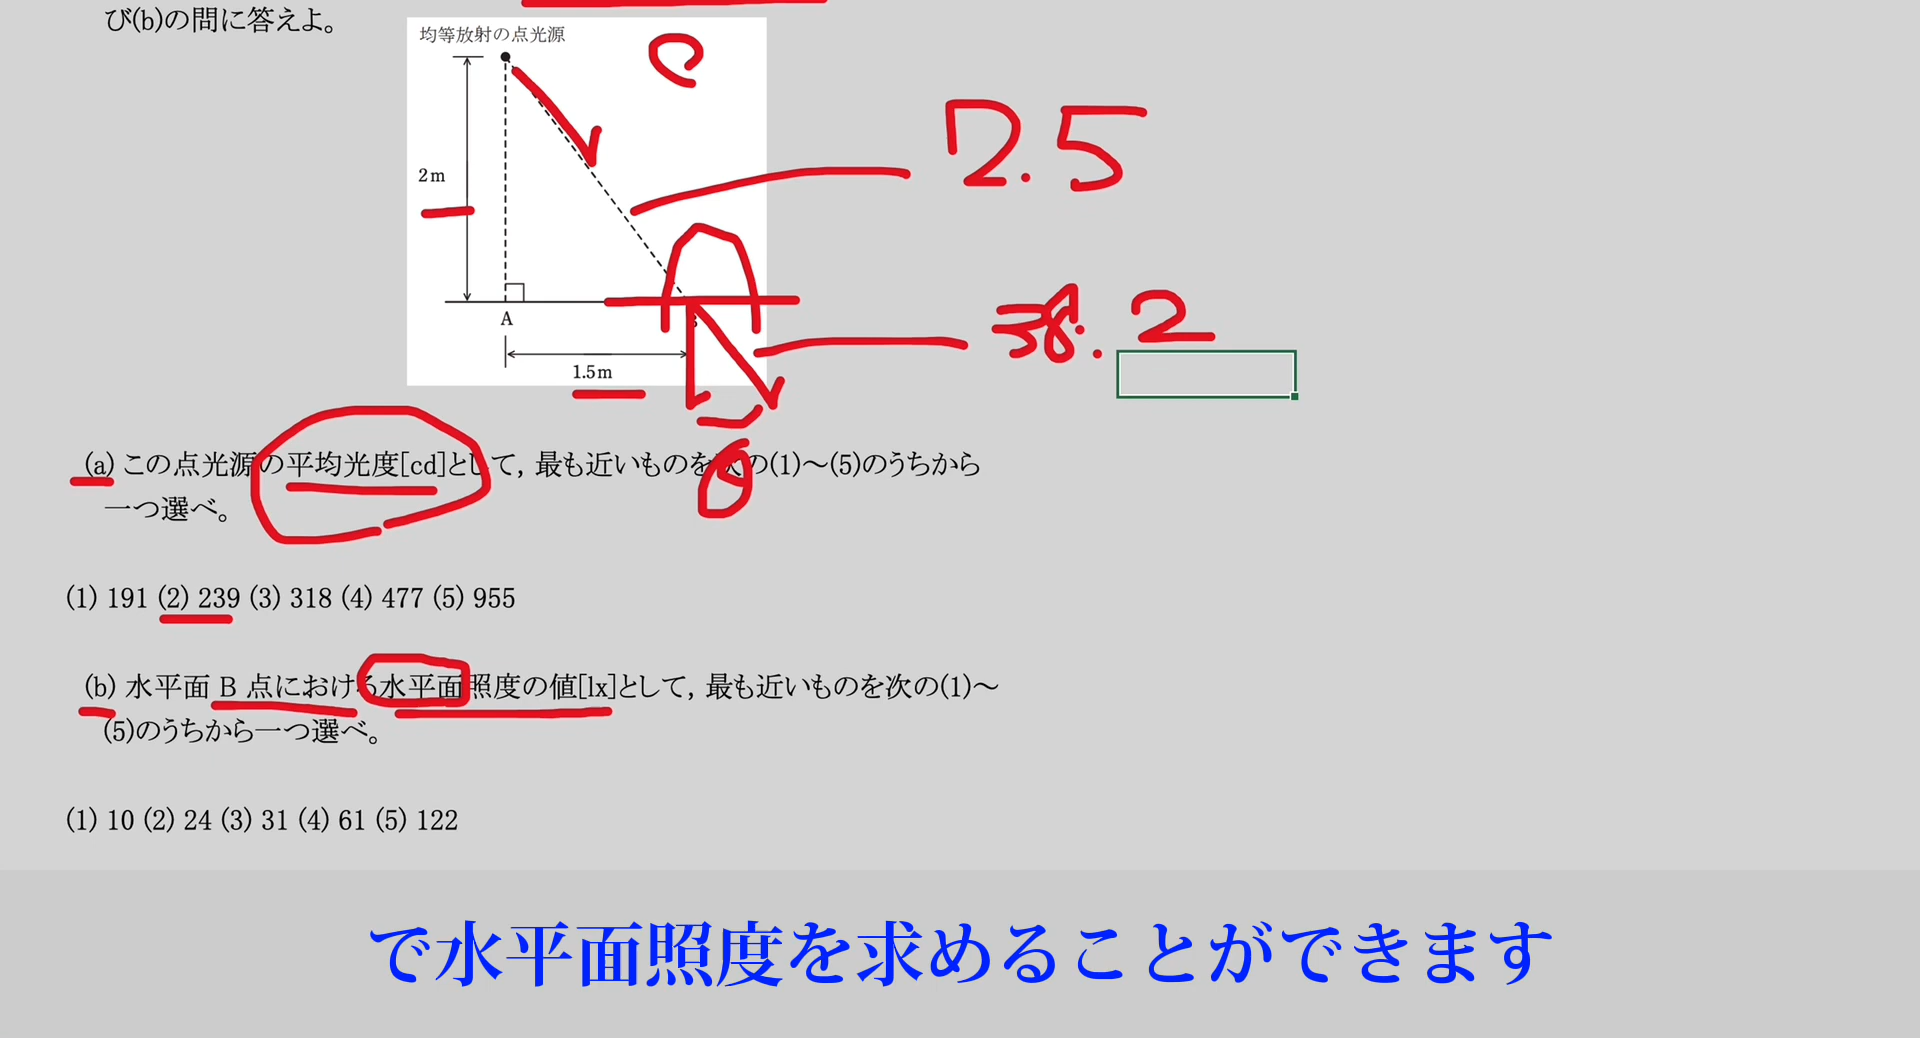 び(b)の問に答えよ。
均等放射の点光源
2.5
2m
38.2
A
1.5m
θ
(a) この点光源の平均光度[cd]として, 最も近いものを次の(1)～(5)のうちから
一つ選べ。
(1) 191 (2) 239 (3) 318 (4) 477 (5) 955
(b) 水平面 B 点における水平面照度の値[lx]として, 最も近いものを次の(1)～
(5)のうちから一つ選べ。
(1) 10 (2) 24 (3) 31 (4) 61 (5) 122
で水平面照度を求めることができます